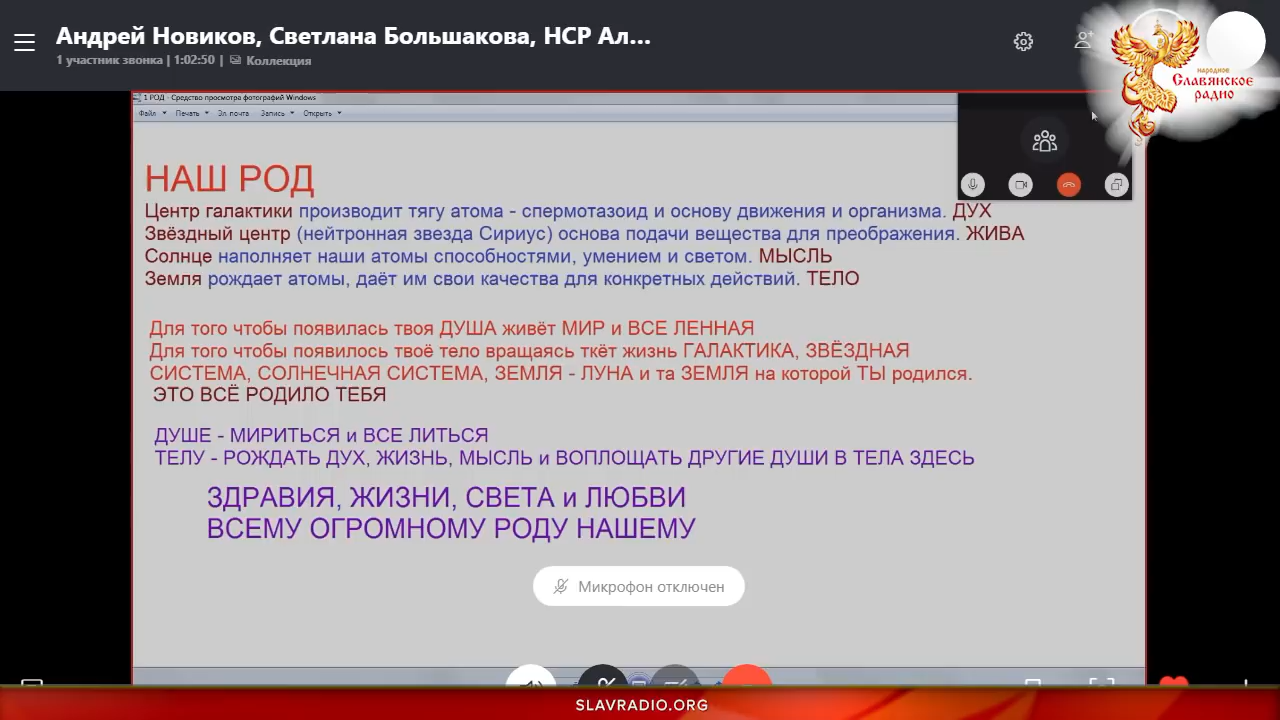 Андрей Новиков, Светлана Большакова, НСР Ал...
1 участник звонка | 1:02:50 | Коллекция
народное
Славянское
радио
1 РОД - Средство просмотра фотографий Windows
Файл Печать Эл. почта Запись Открыть
НАШ РОД
Центр галактики производит тягу атома - спермотазоид и основу движения и организма. ДУХ
Звёздный центр (нейтронная звезда Сириус) основа подачи вещества для преображения. ЖИВА
Солнце наполняет наши атомы способностями, умением и светом. МЫСЛЬ
Земля рождает атомы, даёт им свои качества для конкретных действий. ТЕЛО
Для того чтобы появилась твоя ДУША живёт МИР и ВСЕ ЛЕННАЯ
Для того чтобы появилось твоё тело вращаясь ткёт жизнь ГАЛАКТИКА, ЗВЁЗДНАЯ
СИСТЕМА, СОЛНЕЧНАЯ СИСТЕМА, ЗЕМЛЯ - ЛУНА и та ЗЕМЛЯ на которой ТЫ родился.
ЭТО ВСЁ РОДИЛО ТЕБЯ
ДУШЕ - МИРИТЬСЯ и ВСЕ ЛИТЬСЯ
ТЕЛУ - РОЖДАТЬ ДУХ, ЖИЗНЬ, МЫСЛЬ и ВОПЛОЩАТЬ ДРУГИЕ ДУШИ В ТЕЛА ЗДЕСЬ
ЗДРАВИЯ, ЖИЗНИ, СВЕТА и ЛЮБВИ
ВСЕМУ ОГРОМНОМУ РОДУ НАШЕМУ
Микрофон отключен
SLAVRADIO.ORG